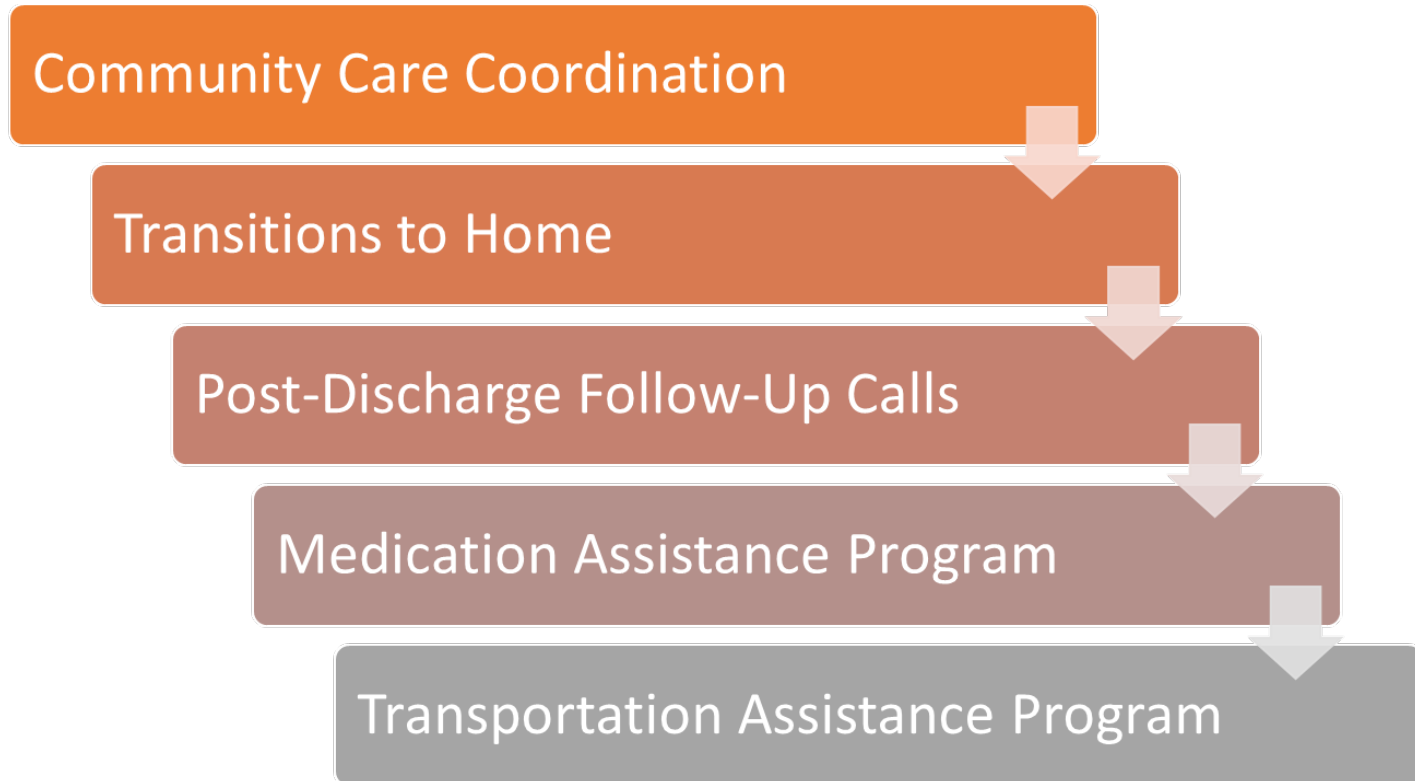 Community Care Coordination
Transitions to Home
Post-Discharge Follow-Up Calls
Medication Assistance Program
Transportation Assistance Program